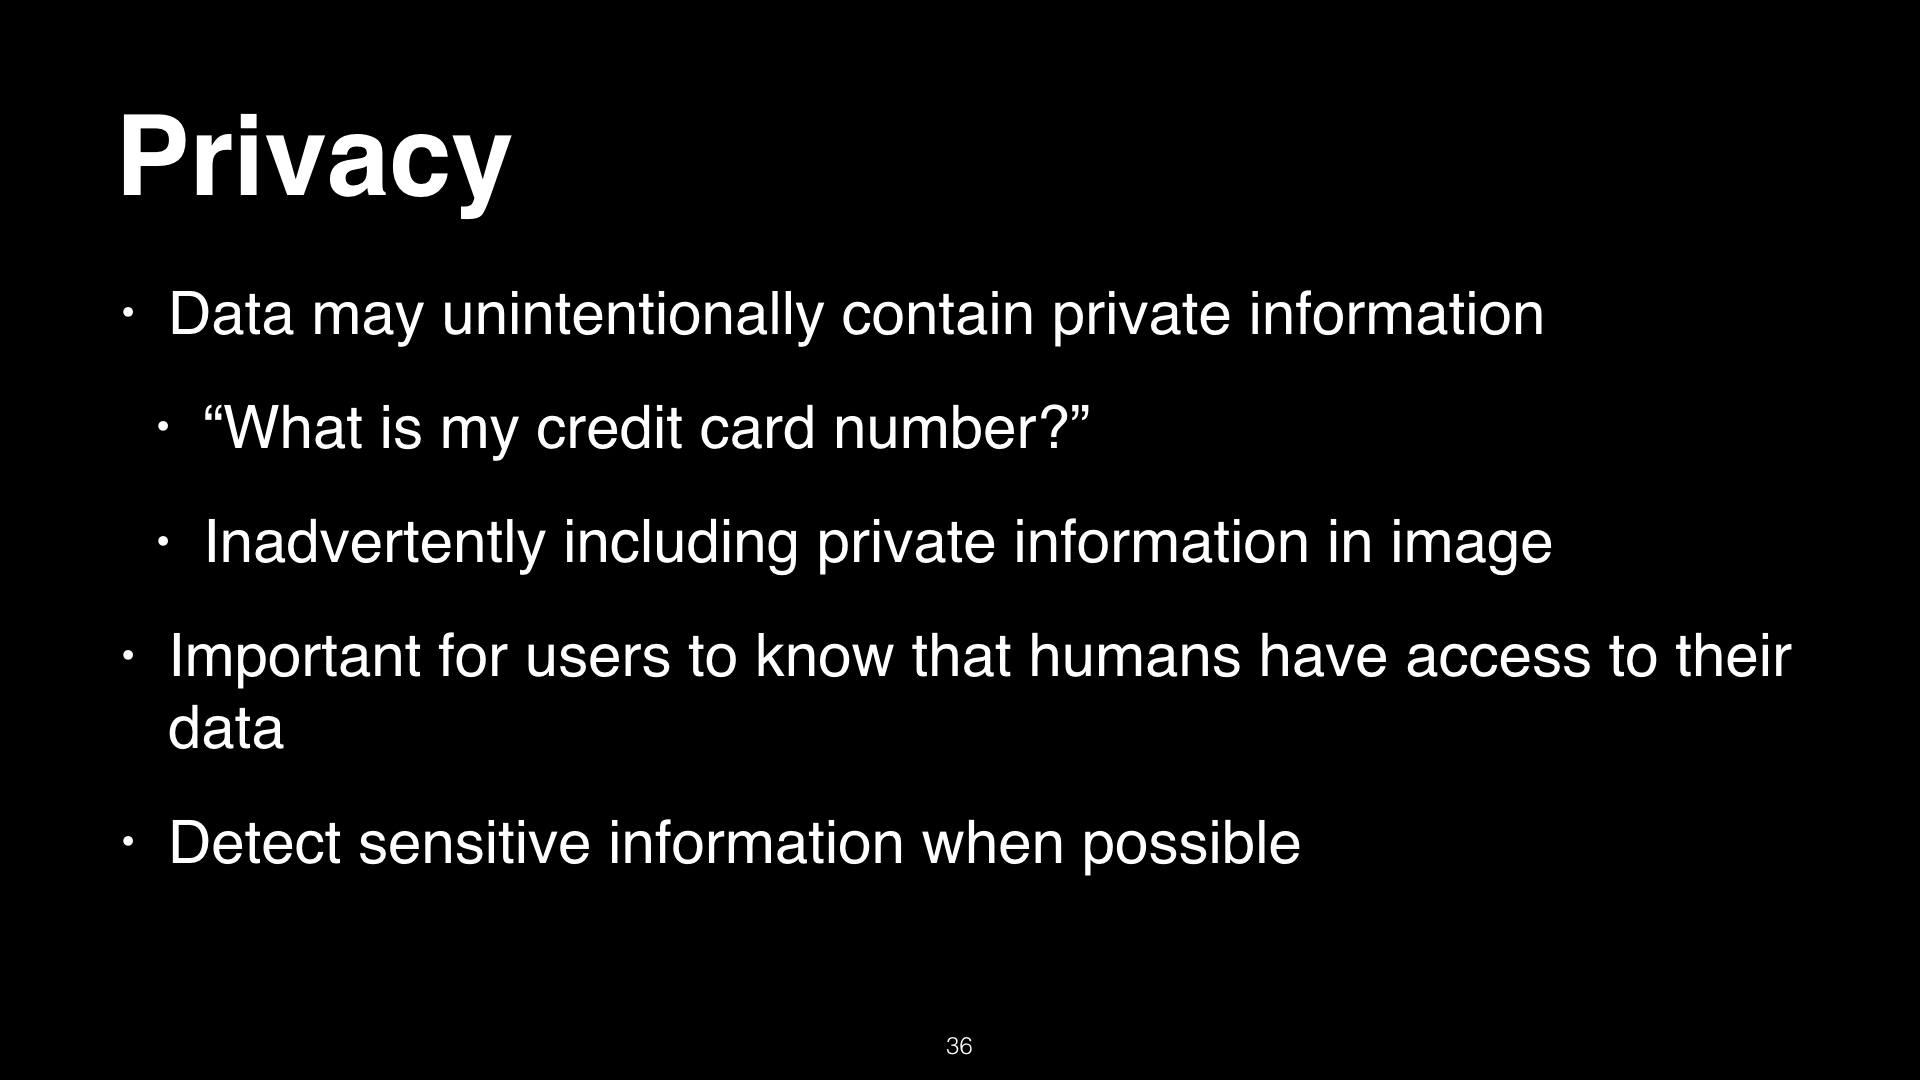 Privacy
• Data may unintentionally contain private information
• “What is my credit card number?”
• Inadvertently including private information in image
• Important for users to know that humans have access to their
data
• Detect sensitive information when possible
36